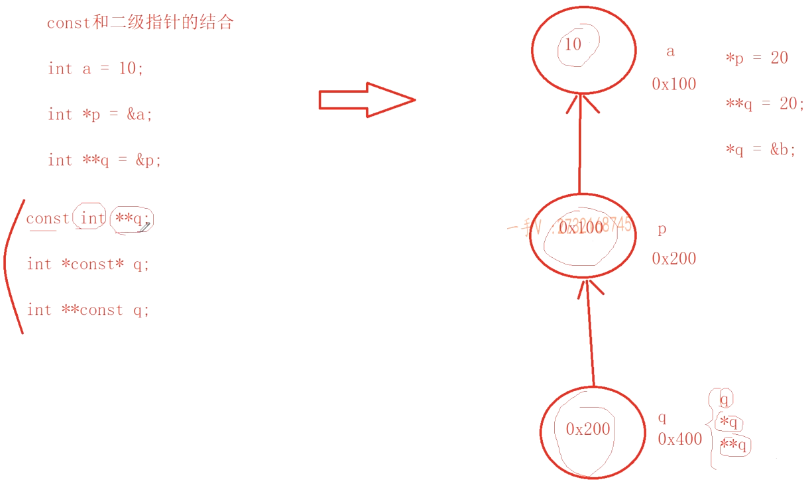 const和二级指针的结合
int a = 10;
int *p = &a;
int **q = &p;
const int **q;
int *const* q;
int **const q;
10
a
0x100
*p = 20
**q = 20;
*q = &b;
0x100
p
0x200
0x200
q
0x400
q
*q
**q